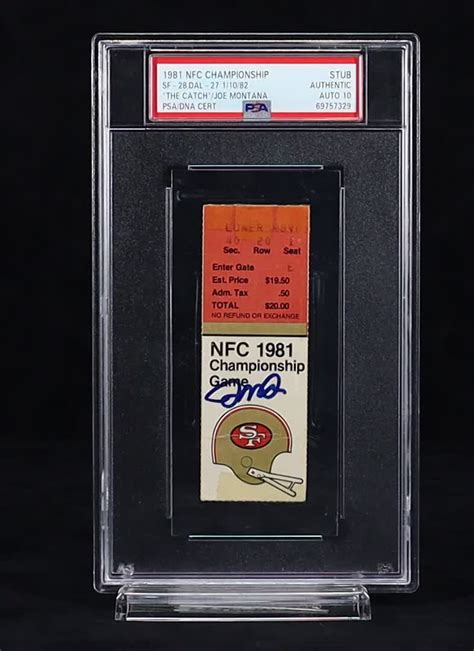 1981 NFC CHAMPIONSHIP STUB
SF - 28.DAL - 27 1/10/82 AUTHENTIC
'THE CATCH'/JOE MONTANA AUTO 10
PSA/DNA CERT PSA 69757329
Sec. Row Seat
Enter Gate E
Est. Price $19.50
Adm. Tax .50
TOTAL $20.00
NO REFUND OR EXCHANGE
NFC 1981
Championship
Game
SF